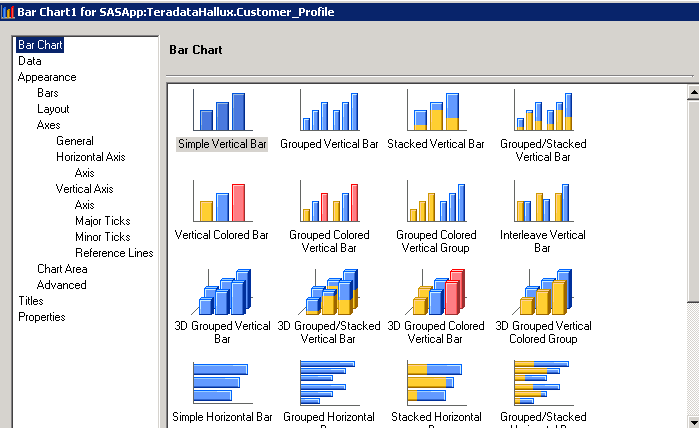 Bar Chart1 for SASApp:TeradataHallux.Customer_Profile
Bar Chart
Data
Appearance
Bars
Layout
Axes
General
Horizontal Axis
Axis
Vertical Axis
Axis
Major Ticks
Minor Ticks
Reference Lines
Chart Area
Advanced
Titles
Properties
Bar Chart
Simple Vertical Bar
Grouped Vertical Bar
Stacked Vertical Bar
Grouped/Stacked
Vertical Bar
Vertical Colored Bar
Grouped Colored
Vertical Bar
Grouped Colored
Vertical Group
Interleave Vertical
Bar
3D Grouped Vertical
Bar
3D Grouped/Stacked
Vertical Bar
3D Grouped Colored
Vertical Bar
3D Grouped Vertical
Colored Group
Simple Horizontal Bar
Grouped Horizontal
Stacked Horizontal
Grouped/Stacked